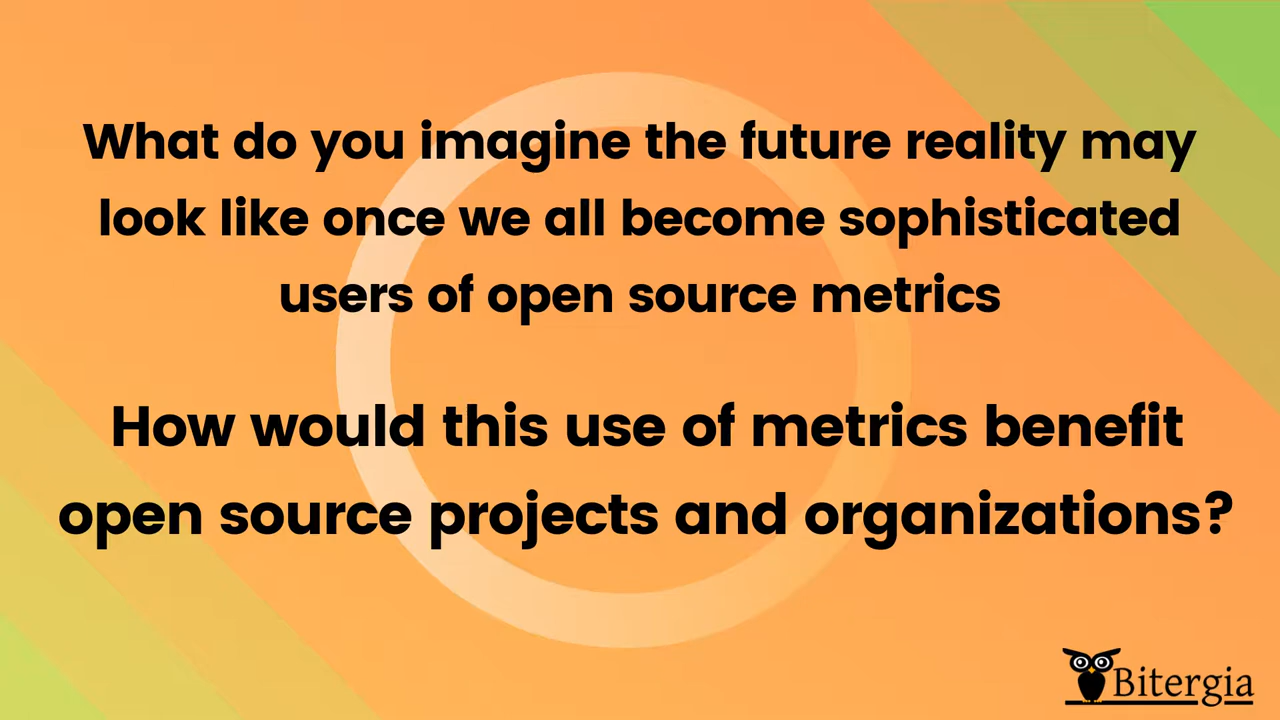 What do you imagine the future reality may
look like once we all become sophisticated
users of open source metrics
How would this use of metrics benefit
open source projects and organizations?
Bitergia